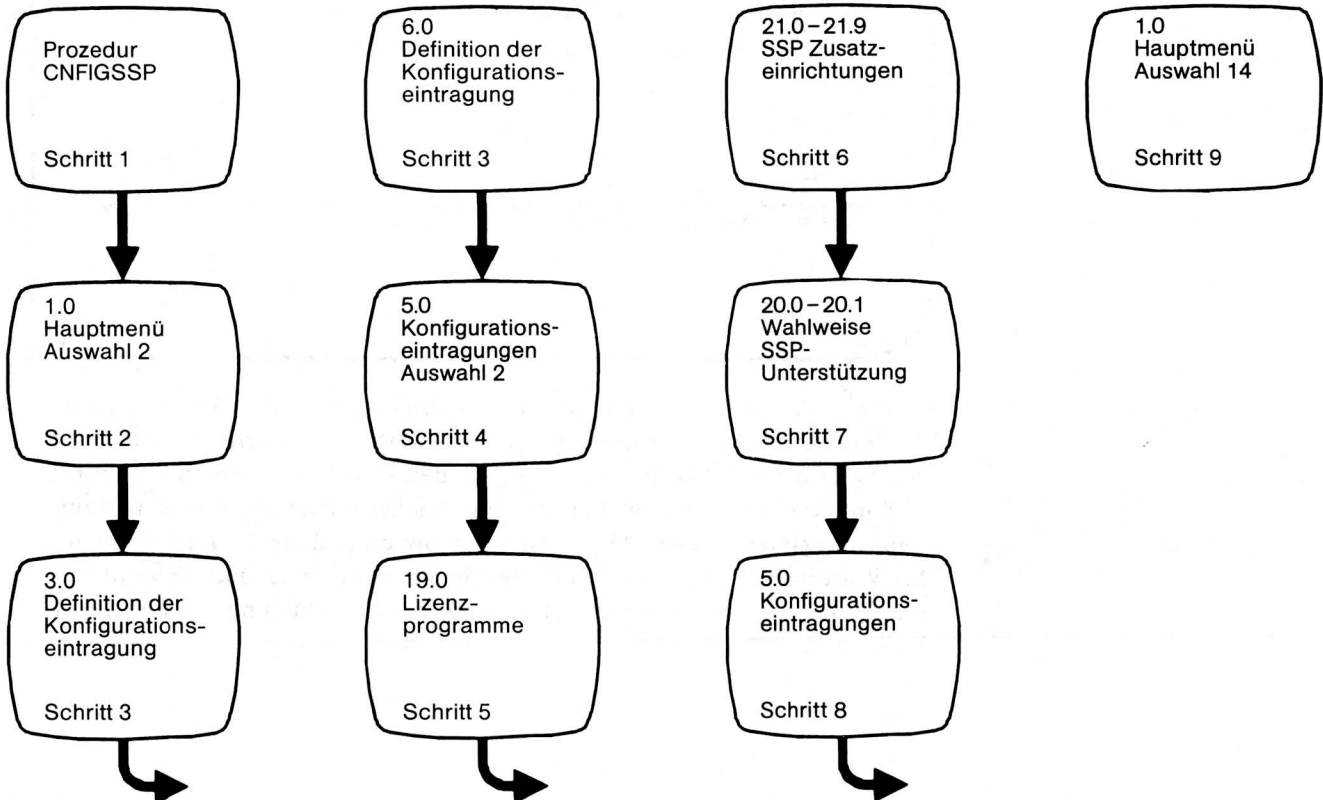 Prozedur
CNFIGSSP
Schritt 1
1.0
Hauptmenü
Auswahl 2
Schritt 2
3.0
Definition der
Konfigurations-
eintragung
Schritt 3
6.0
Definition der
Konfigurations-
eintragung
Schritt 3
5.0
Konfigurations-
eintragungen
Auswahl 2
Schritt 4
19.0
Lizenz-
programme
Schritt 5
21.0–21.9
SSP Zusatz-
einrichtungen
Schritt 6
20.0–20.1
Wahlweise
SSP-
Unterstützung
Schritt 7
5.0
Konfigurations-
eintragungen
Schritt 8
1.0
Hauptmenü
Auswahl 14
Schritt 9